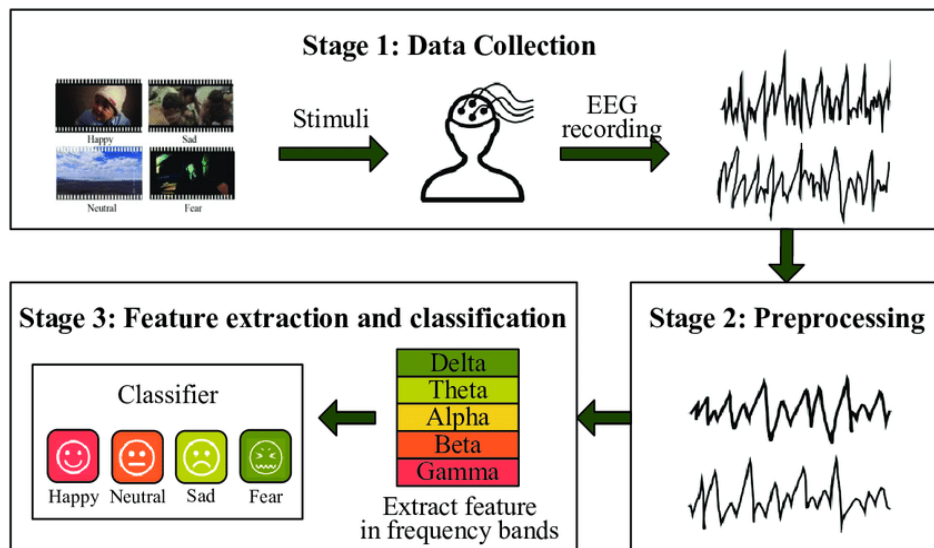 Stage 1: Data Collection
Happy
Sad
Neutral
Fear
Stimuli
EEG
recording
Stage 2: Preprocessing
Stage 3: Feature extraction and classification
Delta
Theta
Alpha
Beta
Gamma
Extract feature
in frequency bands
Classifier
Happy
Neutral
Sad
Fear